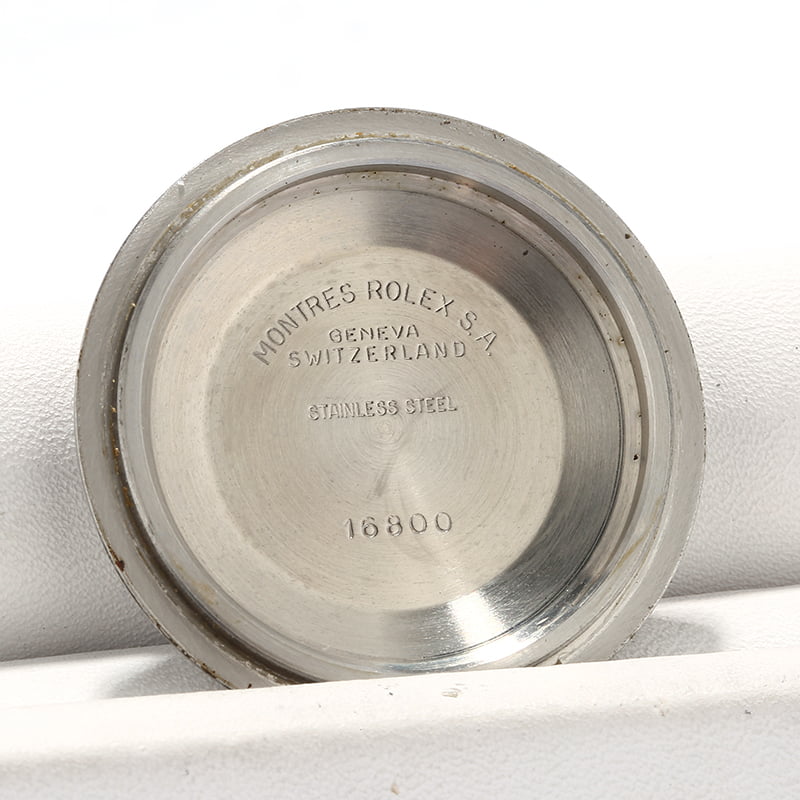 MONTRES ROLEX S.A.
GENEVA
SWITZERLAND
STAINLESS STEEL
16800